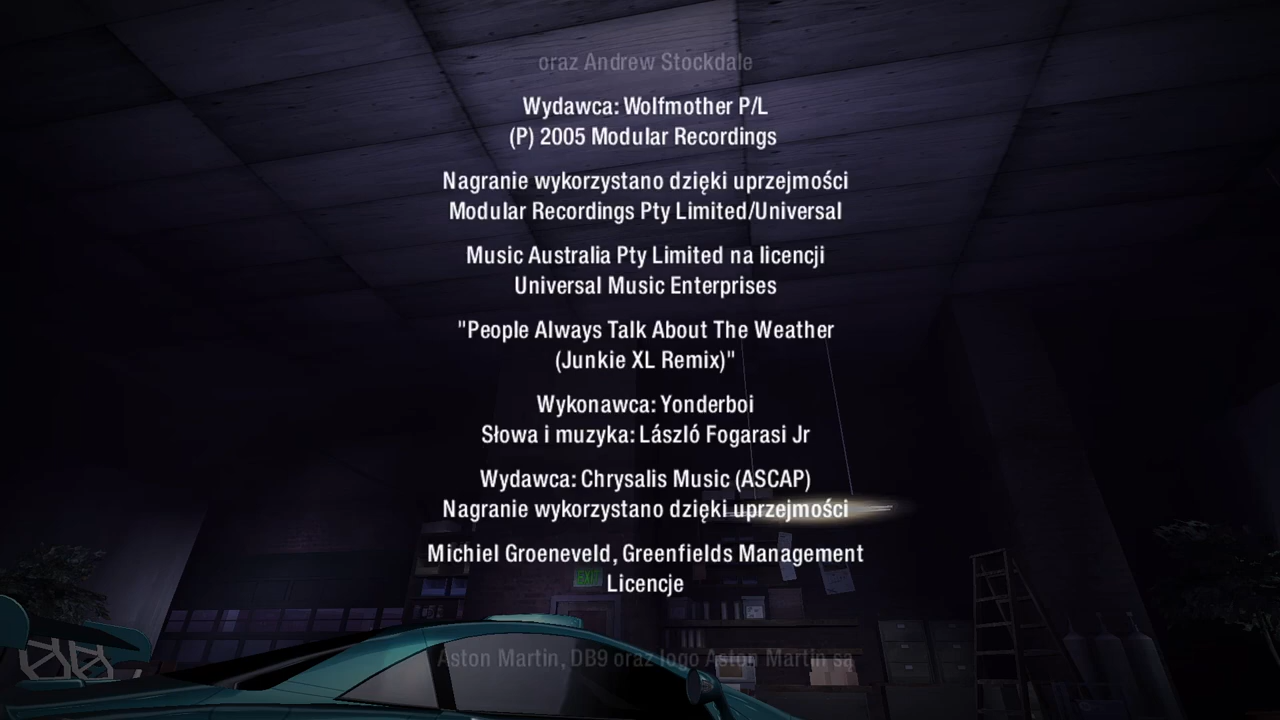 oraz Andrew Stockdale
Wydawca: Wolfmother P/L
(P) 2005 Modular Recordings
Nagranie wykorzystano dzięki uprzejmości
Modular Recordings Pty Limited/Universal
Music Australia Pty Limited na licencji
Universal Music Enterprises
"People Always Talk About The Weather
(Junkie XL Remix)"
Wykonawca: Yonderboi
Słowa i muzyka: László Fogarasi Jr
Wydawca: Chrysalis Music (ASCAP)
Nagranie wykorzystano dzięki uprzejmości
Michiel Groeneveld, Greenfields Management
Licencje
EXIT
Aston Martin, DB9 oraz logo Aston Martin są